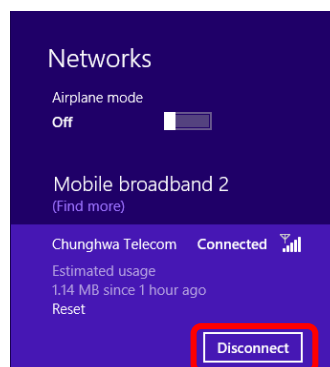 Networks
Airplane mode
Off
Mobile broadband 2
(Find more)
Chunghwa Telecom Connected
Estimated usage
1.14 MB since 1 hour ago
Reset
Disconnect